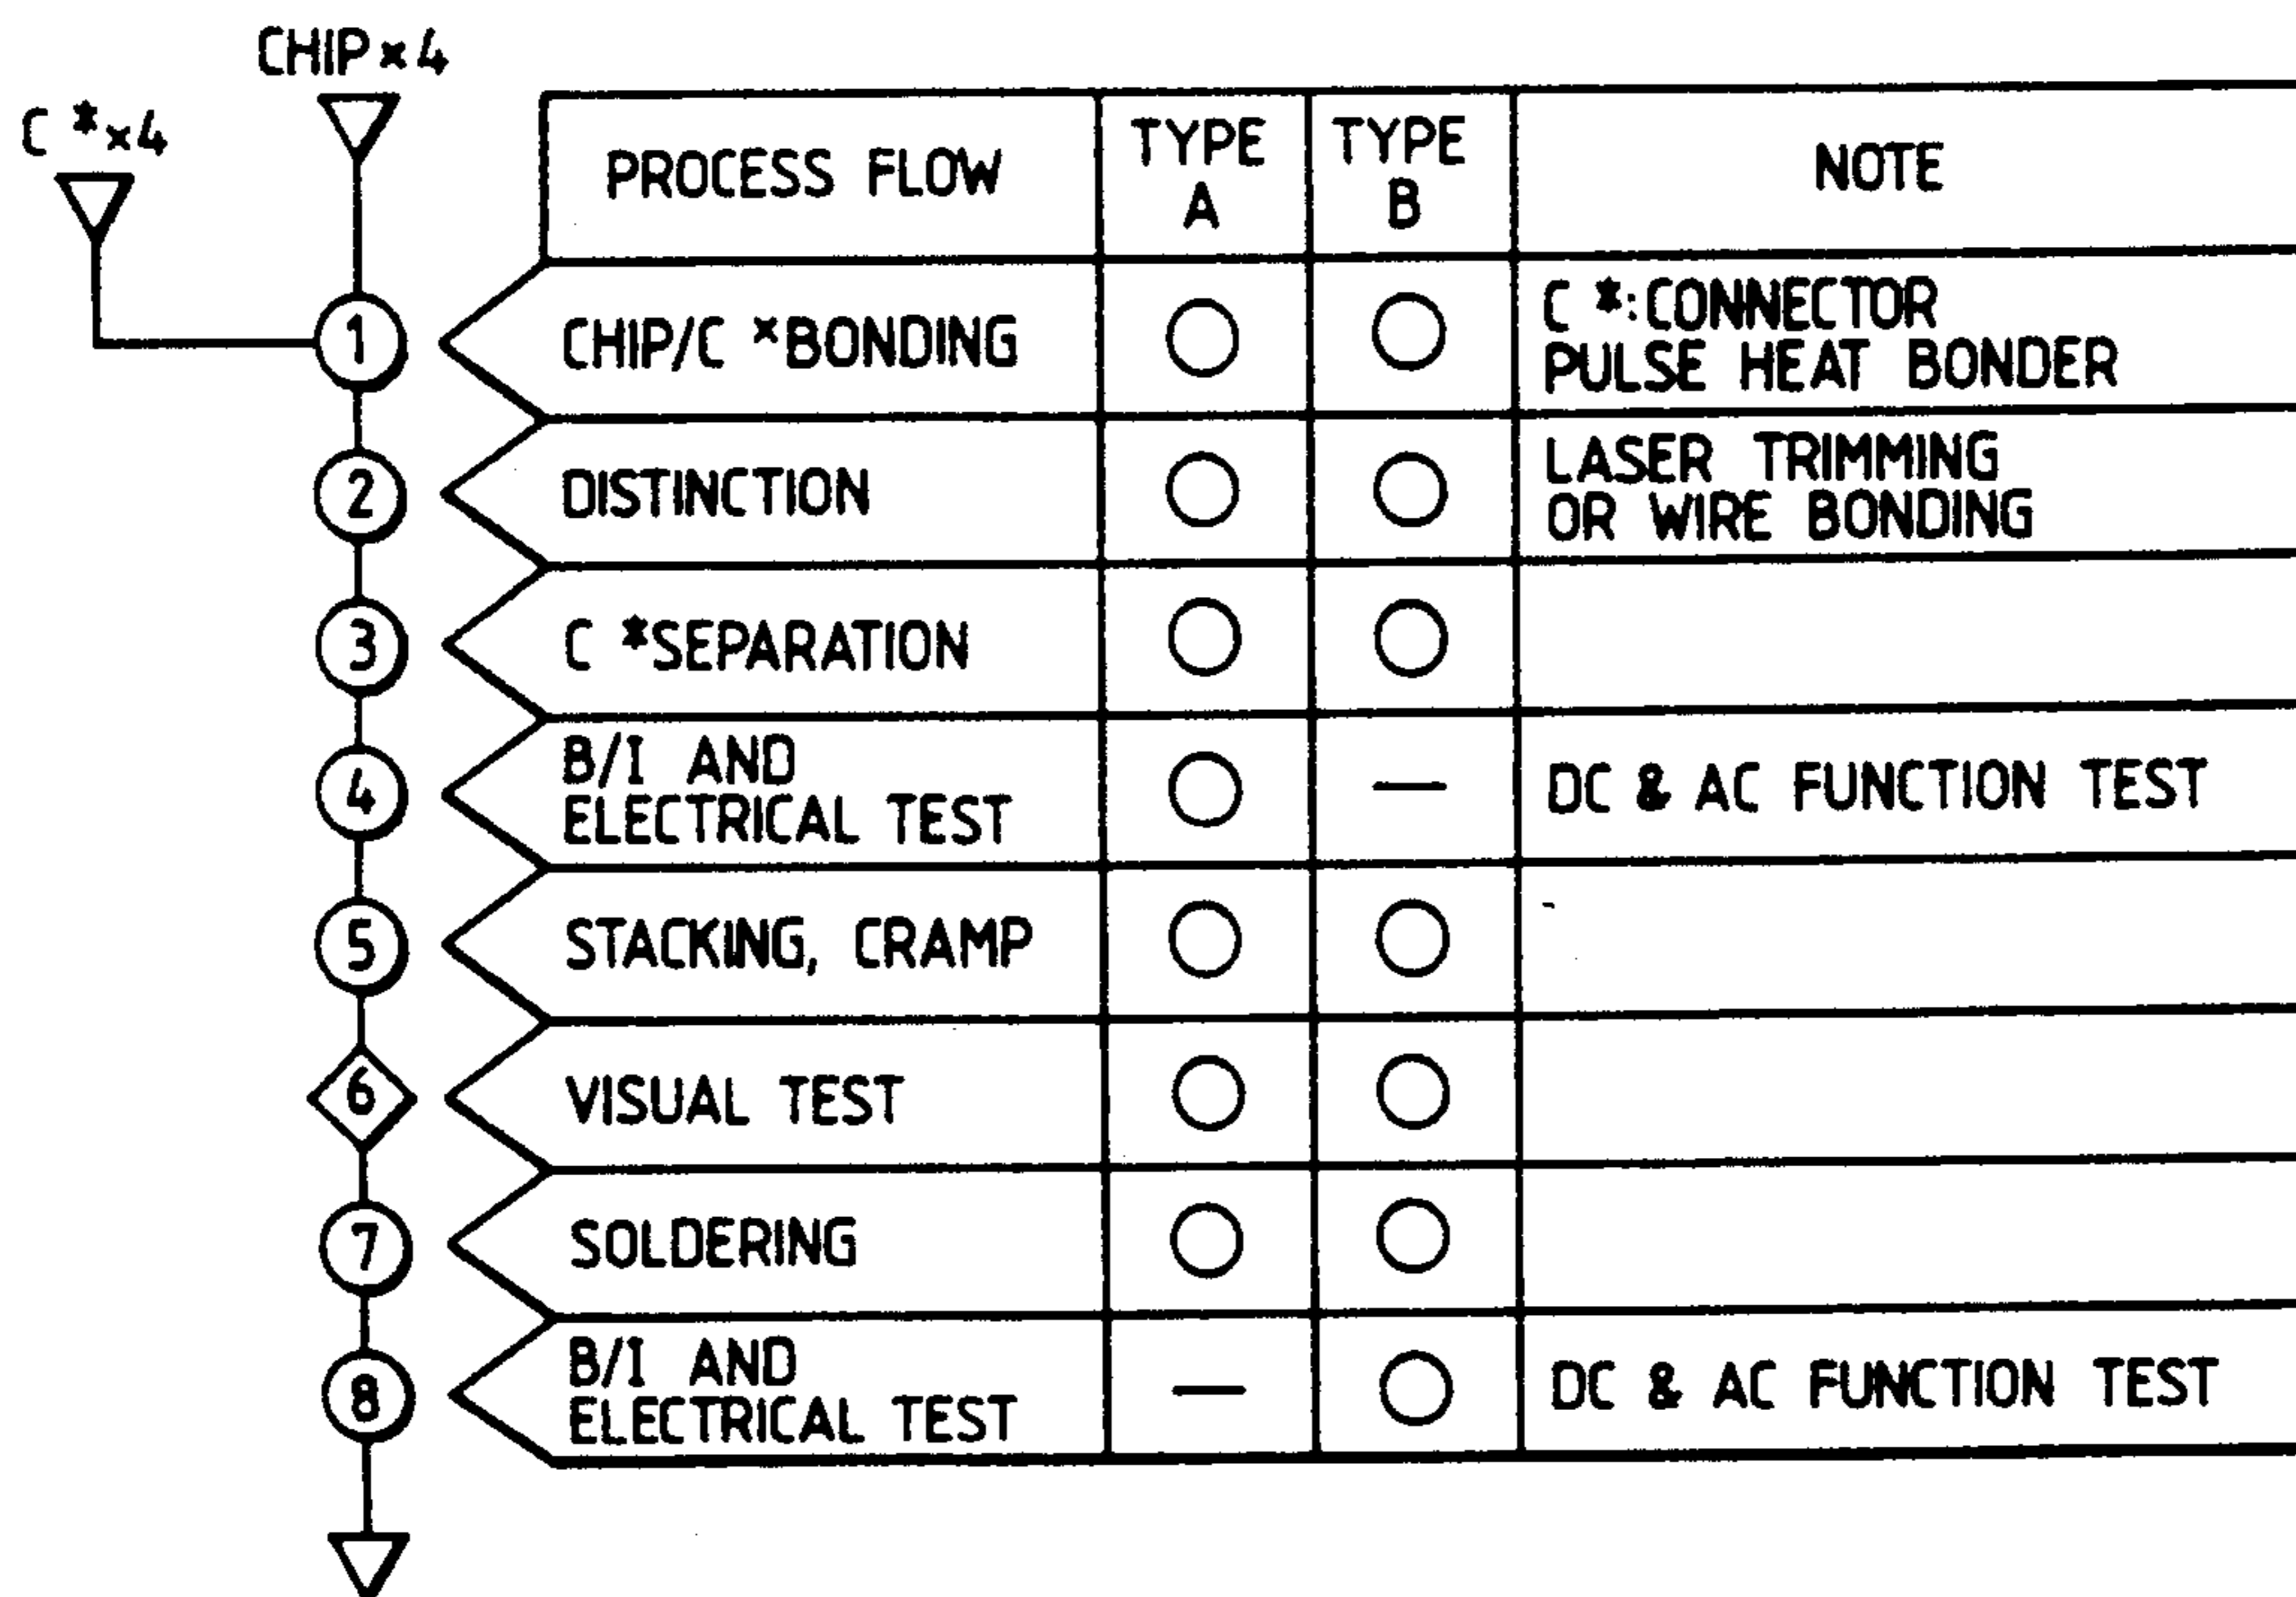 CHIP×4
C *×4
PROCESS FLOW
TYPE
A
TYPE
B
NOTE
1
CHIP/C *BONDING
C *:CONNECTOR
PULSE HEAT BONDER
2
DISTINCTION
LASER TRIMMING
OR WIRE BONDING
3
C *SEPARATION
4
B/I AND
ELECTRICAL TEST
—
DC & AC FUNCTION TEST
5
STACKING, CRAMP
6
VISUAL TEST
7
SOLDERING
8
B/I AND
ELECTRICAL TEST
—
DC & AC FUNCTION TEST